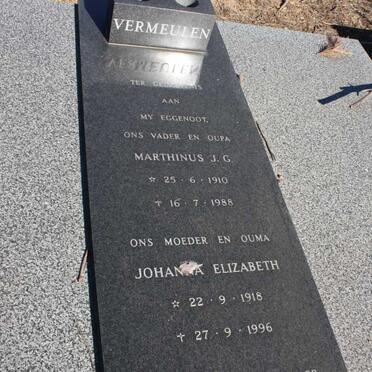 VERMEULEN
TER
AAN
MY EGGENOOT,
ONS VADER EN OUPA
MARTHINUS J. G.
☆ 25 · 6 · 1910
✝ 16 · 7 · 1988
ONS MOEDER EN OUMA
JOHANNA ELIZABETH
☆ 22 · 9 · 1918
✝ 27 · 9 · 1996